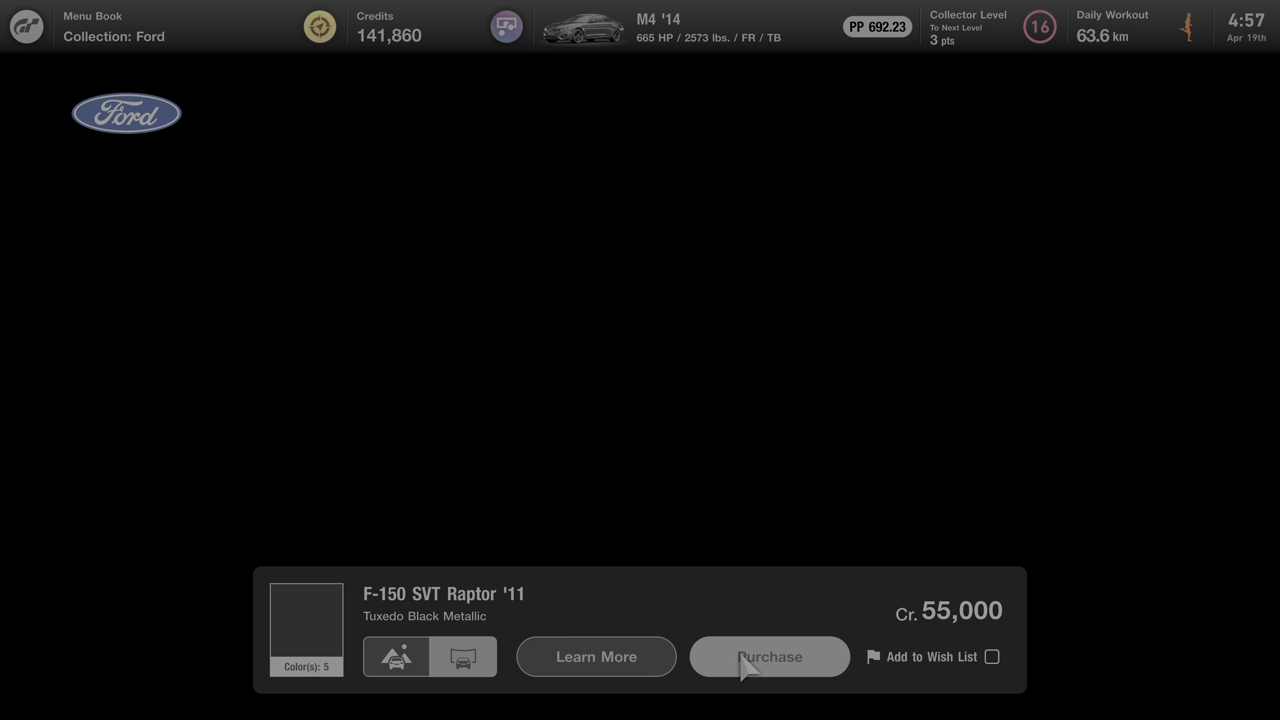 Menu Book
Collection: Ford
Credits
141,860
M4 '14
665 HP / 2573 lbs. / FR / TB
PP 692.23
Collector Level
To Next Level
3 pts
16
Daily Workout
63.6 km
4:57
Apr 19th
Ford
F-150 SVT Raptor '11
Tuxedo Black Metallic
Cr. 55,000
Color(s): 5
Learn More
Purchase
Add to Wish List